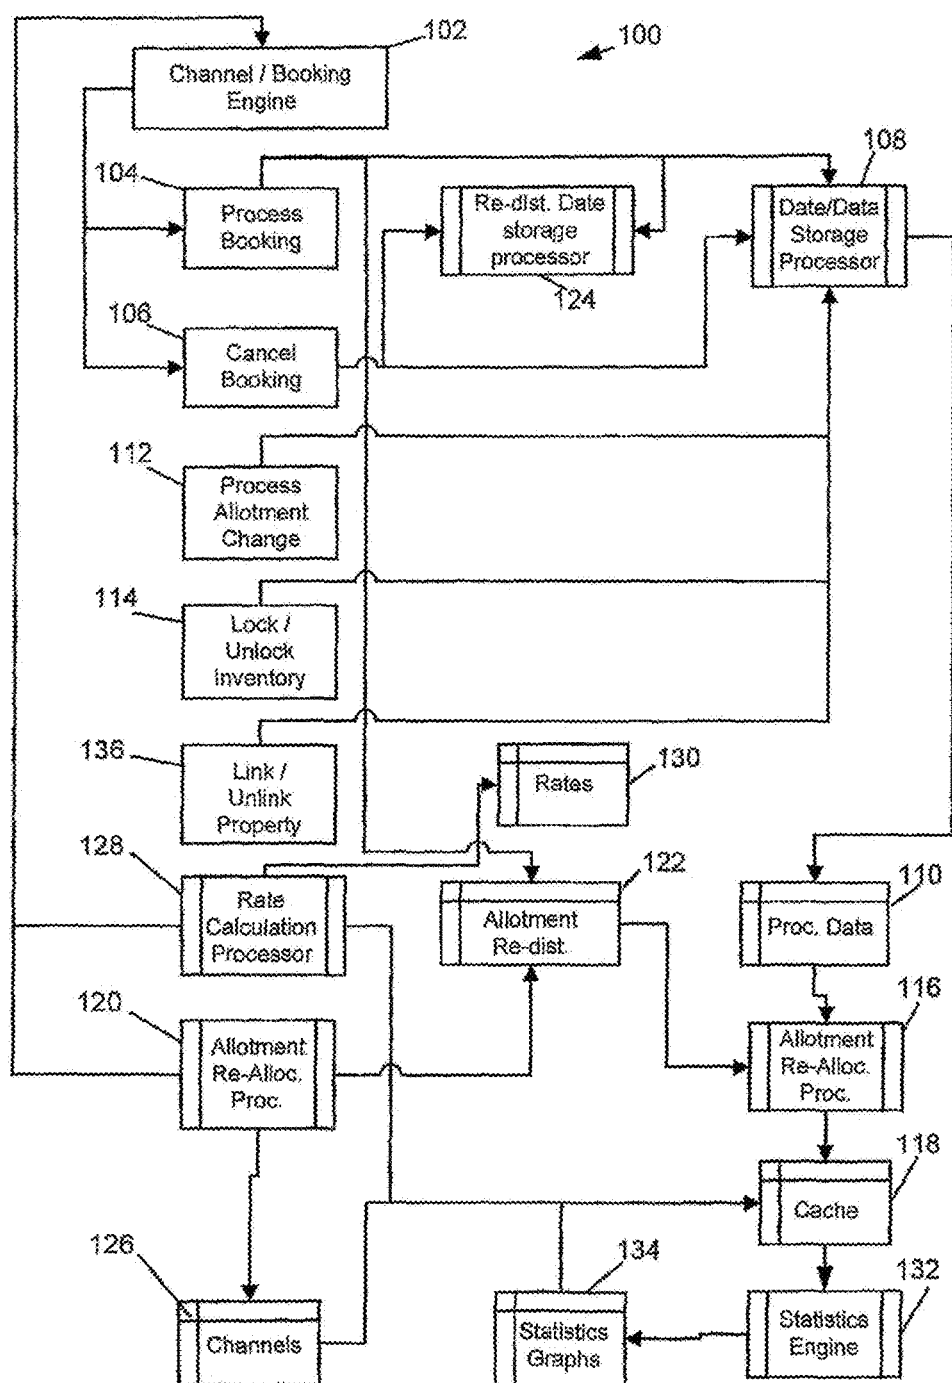 102
100
Channel / Booking
Engine
104
Process
Booking
Re-dist. Date
storage
processor
124
108
Date/Data
Storage
Processor
106
Cancel
Booking
112
Process
Allotment
Change
114
Lock /
Unlock
Inventory
136
Link /
Unlink
Property
Rates
130
128
Rate
Calculation
Processor
122
Allotment
Re-dist.
110
Proc. Data
120
Allotment
Re-Alloc.
Proc.
116
Allotment
Re-Alloc.
Proc.
118
Cache
126
Channels
134
Statistics
Graphs
132
Statistics
Engine